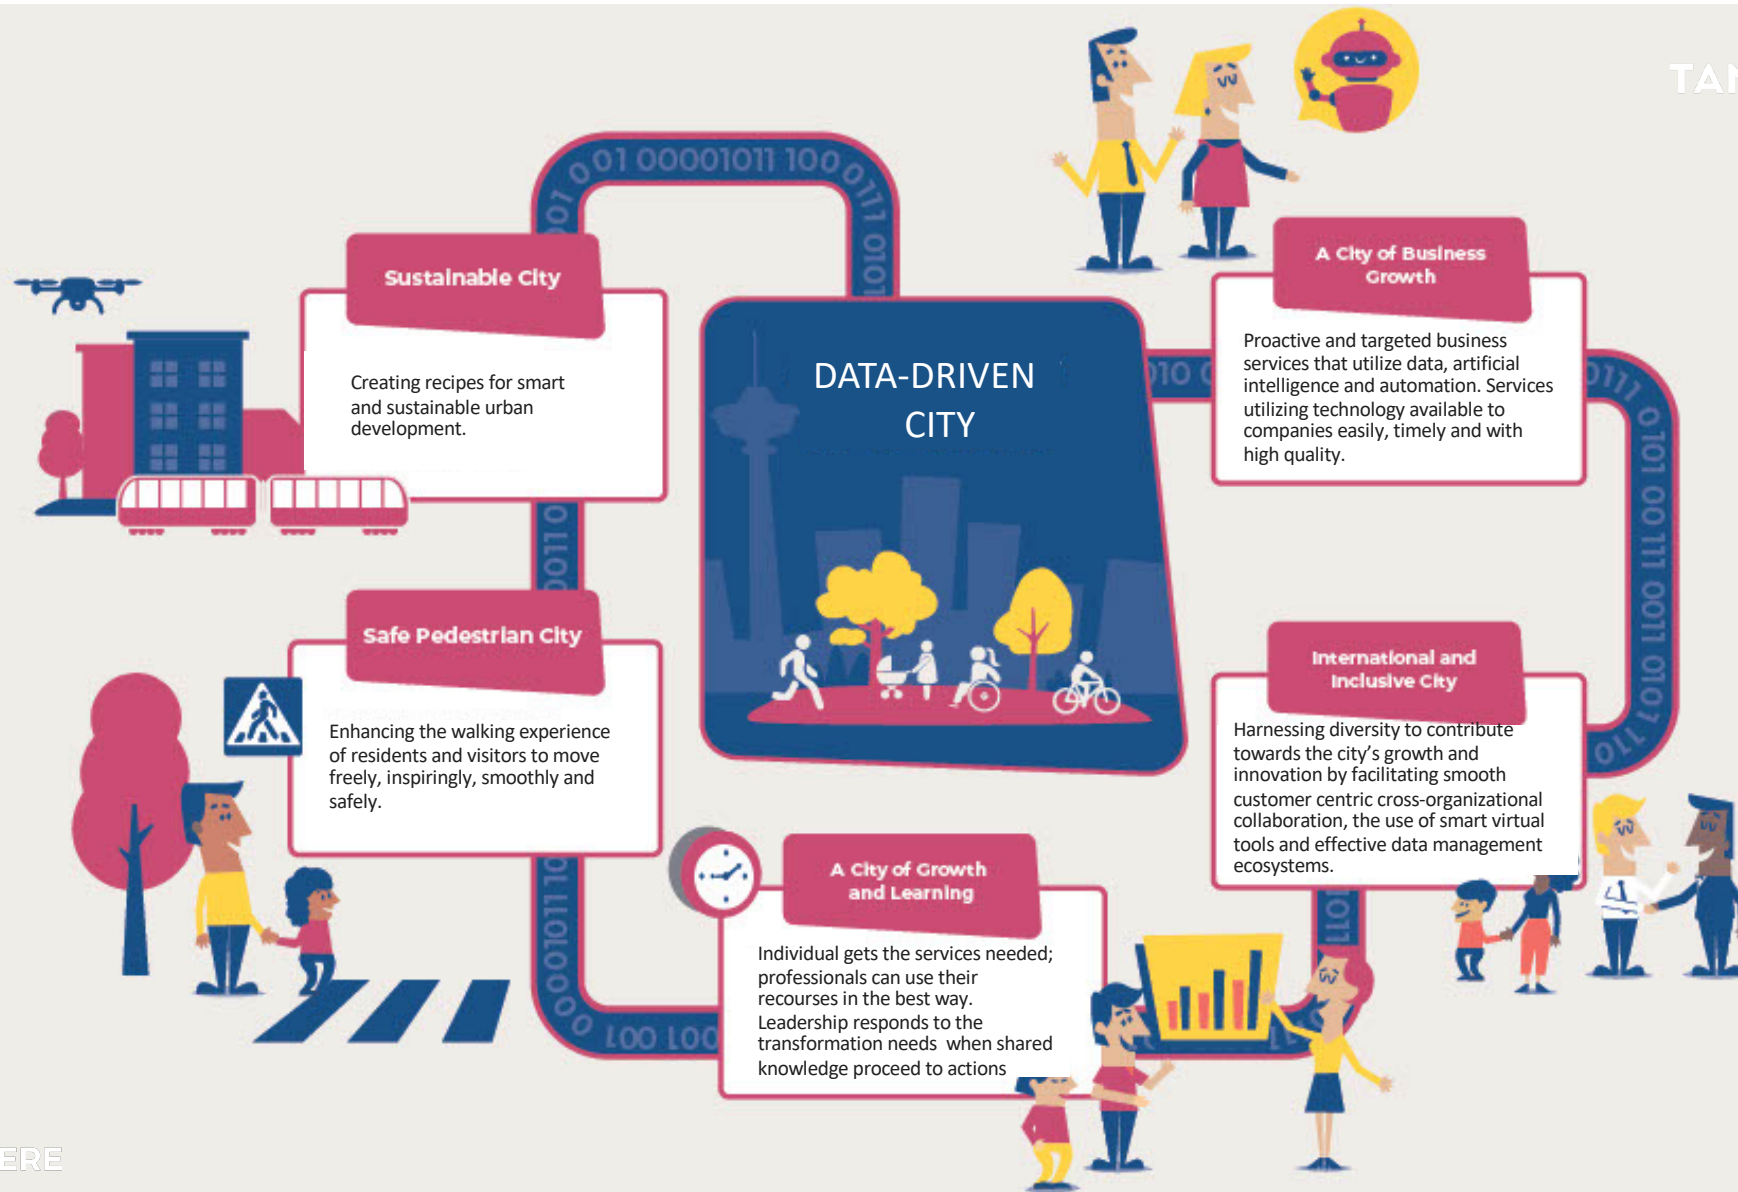 TAM
DATA-DRIVEN
CITY
Sustainable City
Creating recipes for smart
and sustainable urban
development.
Safe Pedestrian City
Enhancing the walking experience
of residents and visitors to move
freely, inspiringly, smoothly and
safely.
A City of Growth
and Learning
Individual gets the services needed;
professionals can use their
recourses in the best way.
Leadership responds to the
transformation needs when shared
knowledge proceed to actions
International and
Inclusive City
Harnessing diversity to contribute
towards the city's growth and
innovation by facilitating smooth
customer centric cross-organizational
collaboration, the use of smart virtual
tools and effective data management
ecosystems.
A City of Business
Growth
Proactive and targeted business
services that utilize data, artificial
intelligence and automation. Services
utilizing technology available to
companies easily, timely and with
high quality.
01 00001011 100
ERE